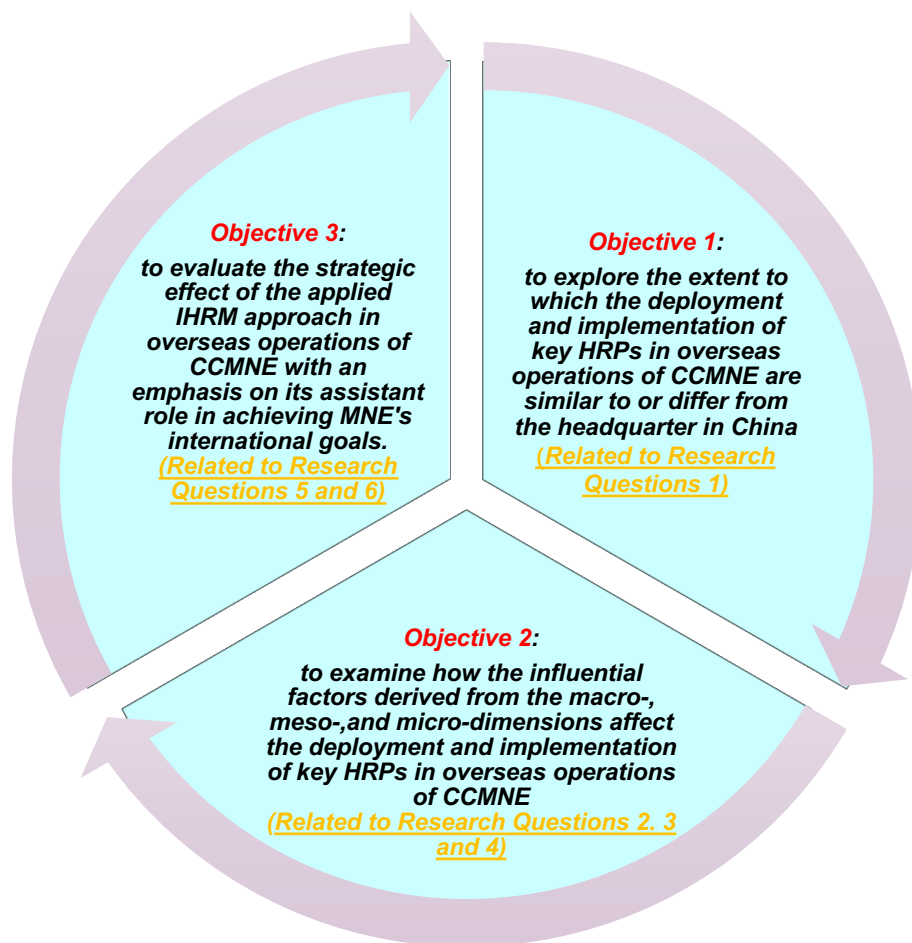 Objective 3:
to evaluate the strategic
effect of the applied
IHRM approach in
overseas operations of
CCMNE with an
emphasis on its assistant
role in achieving MNE's
international goals.
(Related to Research
Questions 5 and 6)
Objective 1:
to explore the extent to
which the deployment
and implementation of
key HRPs in overseas
operations of CCMNE are
similar to or differ from
the headquarter in China
(Related to Research
Questions 1)
Objective 2:
to examine how the influential
factors derived from the macro-,
meso-,and micro-dimensions affect
the deployment and implementation
of key HRPs in overseas operations
of CCMNE
(Related to Research Questions 2. 3
and 4)